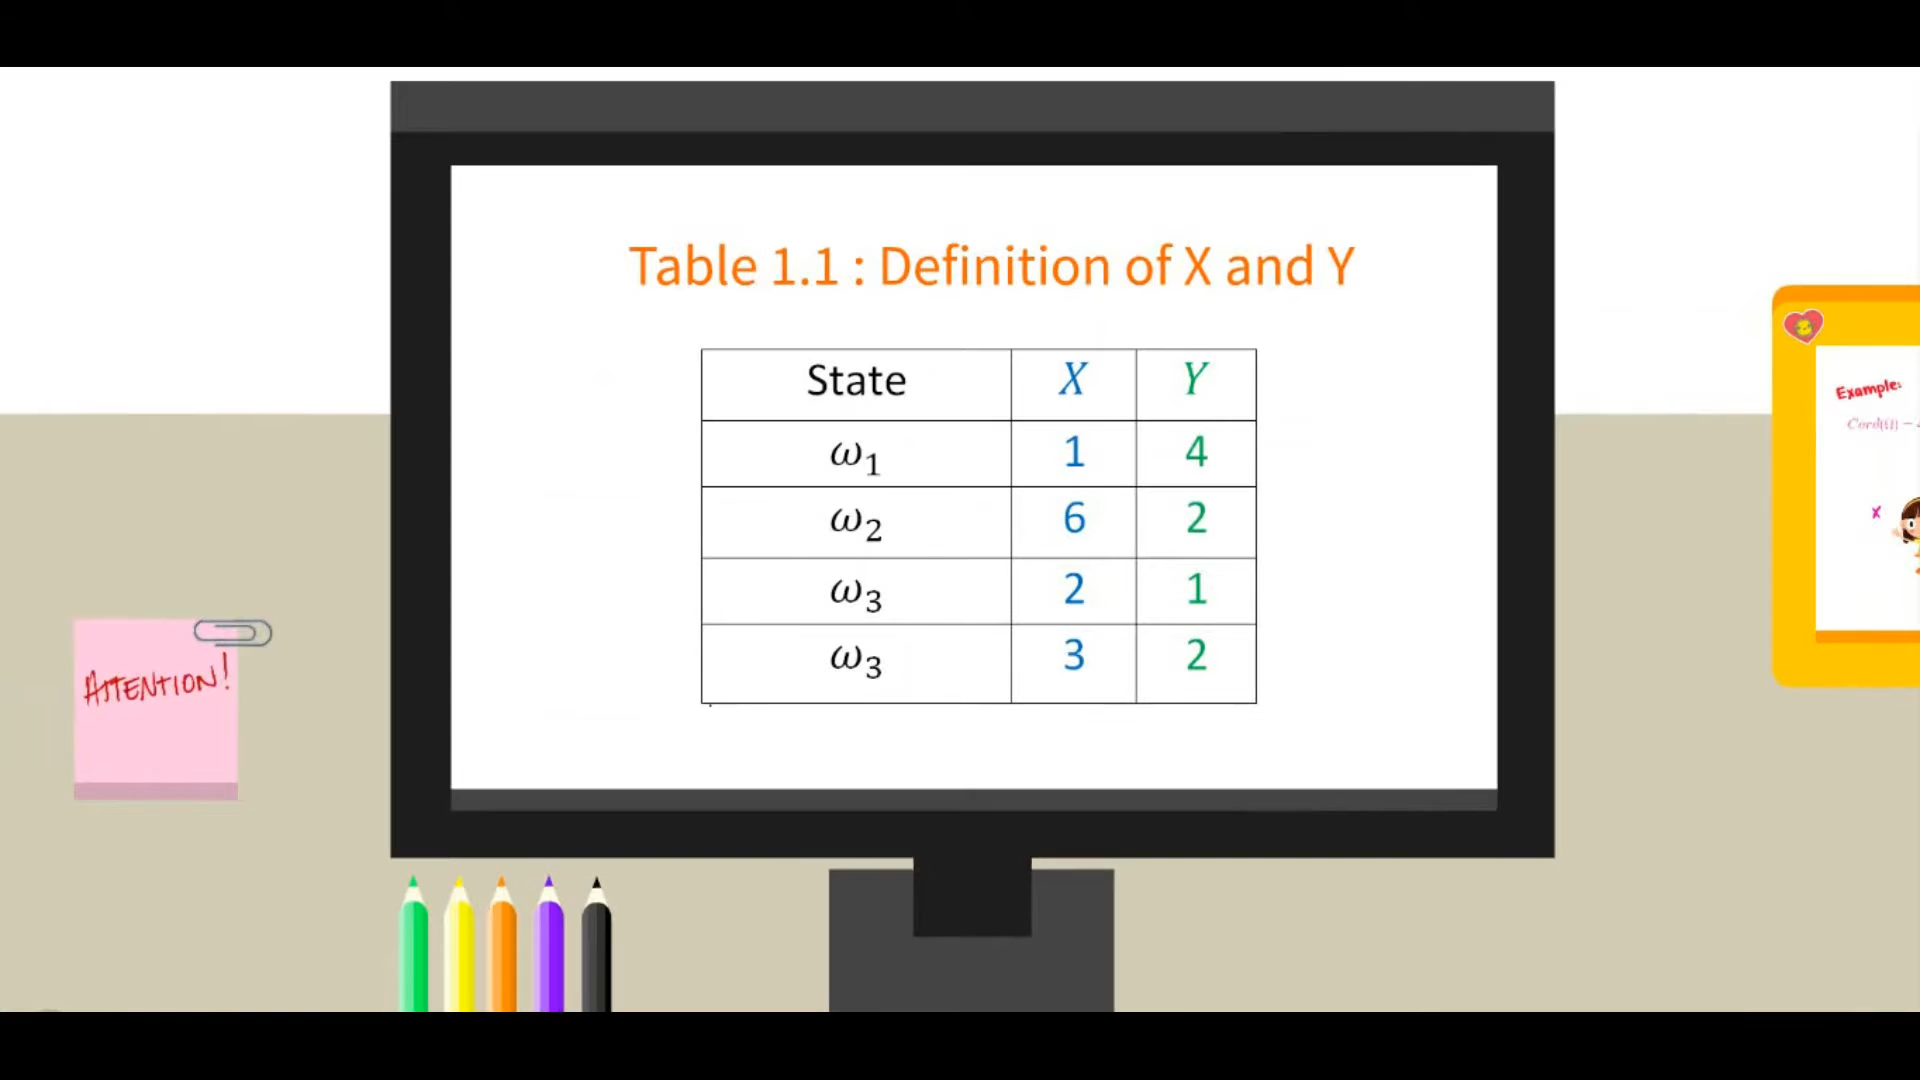 Table 1.1 : Definition of X and Y
State X Y
ω₁ 1 4
ω₂ 6 2
ω₃ 2 1
ω₃ 3 2
ATTENTION!
Example:
X